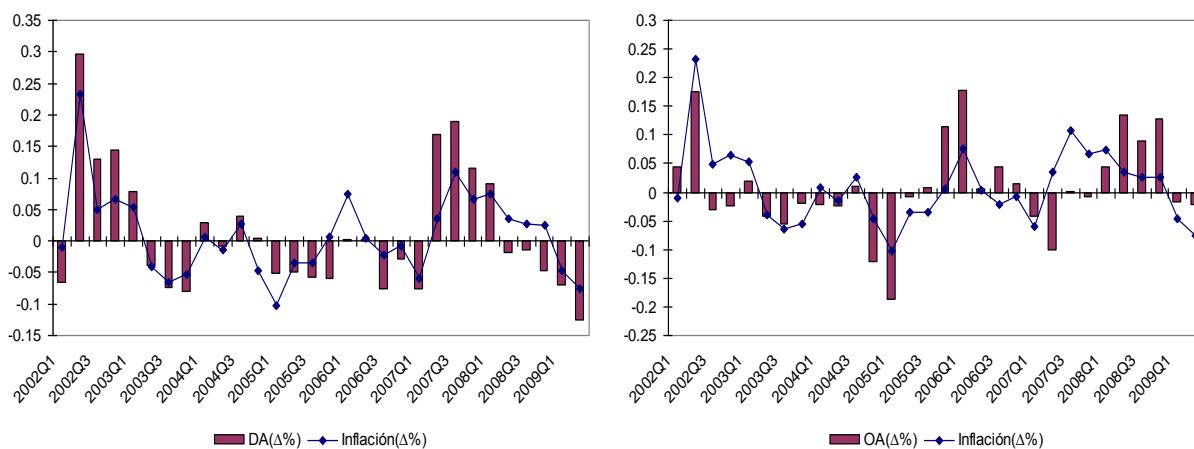 0.35
0.3
0.25
0.2
0.15
0.1
0.05
0
-0.05
-0.1
-0.15
2002Q1
2002Q3
2003Q1
2003Q3
2004Q1
2004Q3
2005Q1
2005Q3
2006Q1
2006Q3
2007Q1
2007Q3
2008Q1
2008Q3
2009Q1
DA(Δ%)
Inflación(Δ%)
0.3
0.25
0.2
0.15
0.1
0.05
0
-0.05
-0.1
-0.15
-0.2
-0.25
2002Q1
2002Q3
2003Q1
2003Q3
2004Q1
2004Q3
2005Q1
2005Q3
2006Q1
2006Q3
2007Q1
2007Q3
2008Q1
2008Q3
2009Q1
OA(Δ%)
Inflación(Δ%)